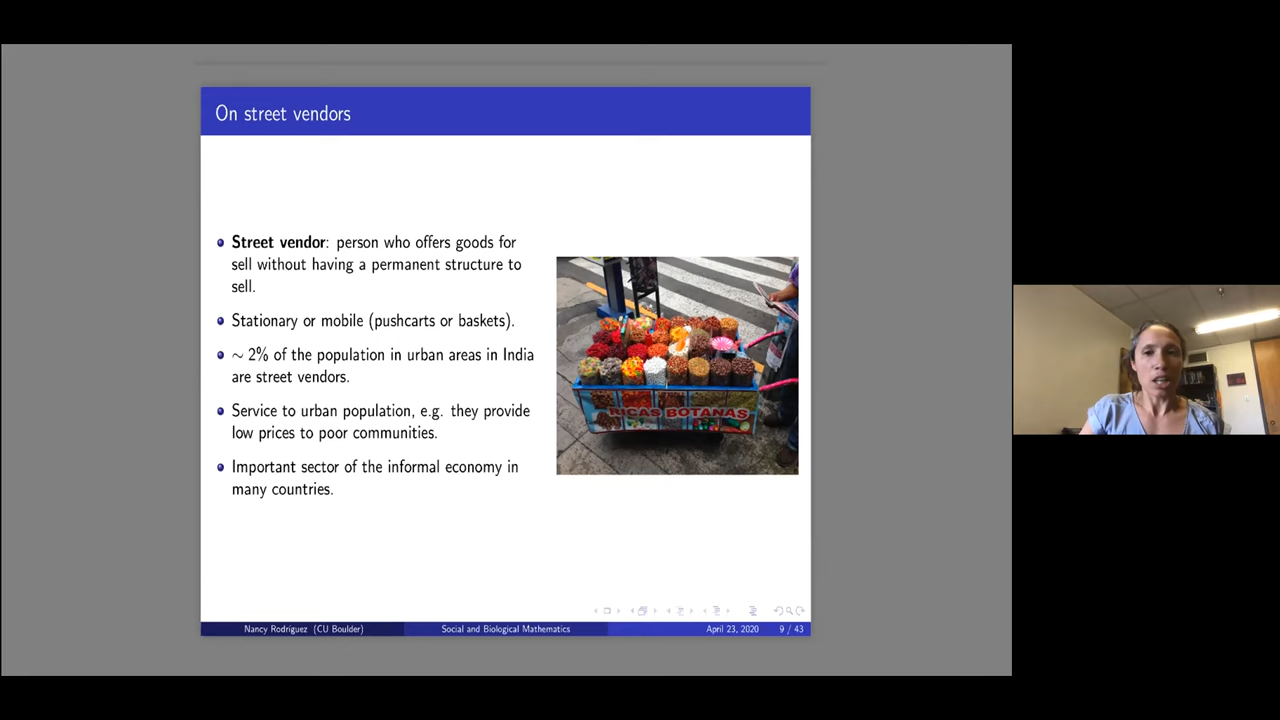 On street vendors
Street vendor: person who offers goods for
sell without having a permanent structure to
sell.
Stationary or mobile (pushcarts or baskets).
∼ 2% of the population in urban areas in India
are street vendors.
Service to urban population, e.g. they provide
low prices to poor communities.
Important sector of the informal economy in
many countries.
RICAS BOTANAS
Nancy Rodriguez (CU Boulder)
Social and Biological Mathematics
April 23, 2020
9 / 43